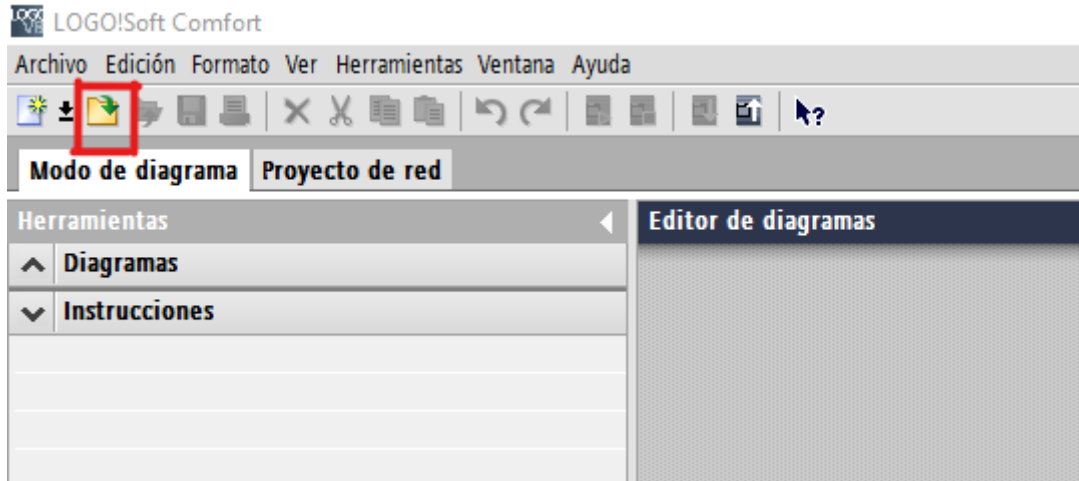 LOGO!Soft Comfort
Archivo Edición Formato Ver Herramientas Ventana Ayuda
Modo de diagrama Proyecto de red
Herramientas Editor de diagramas
Diagramas
Instrucciones